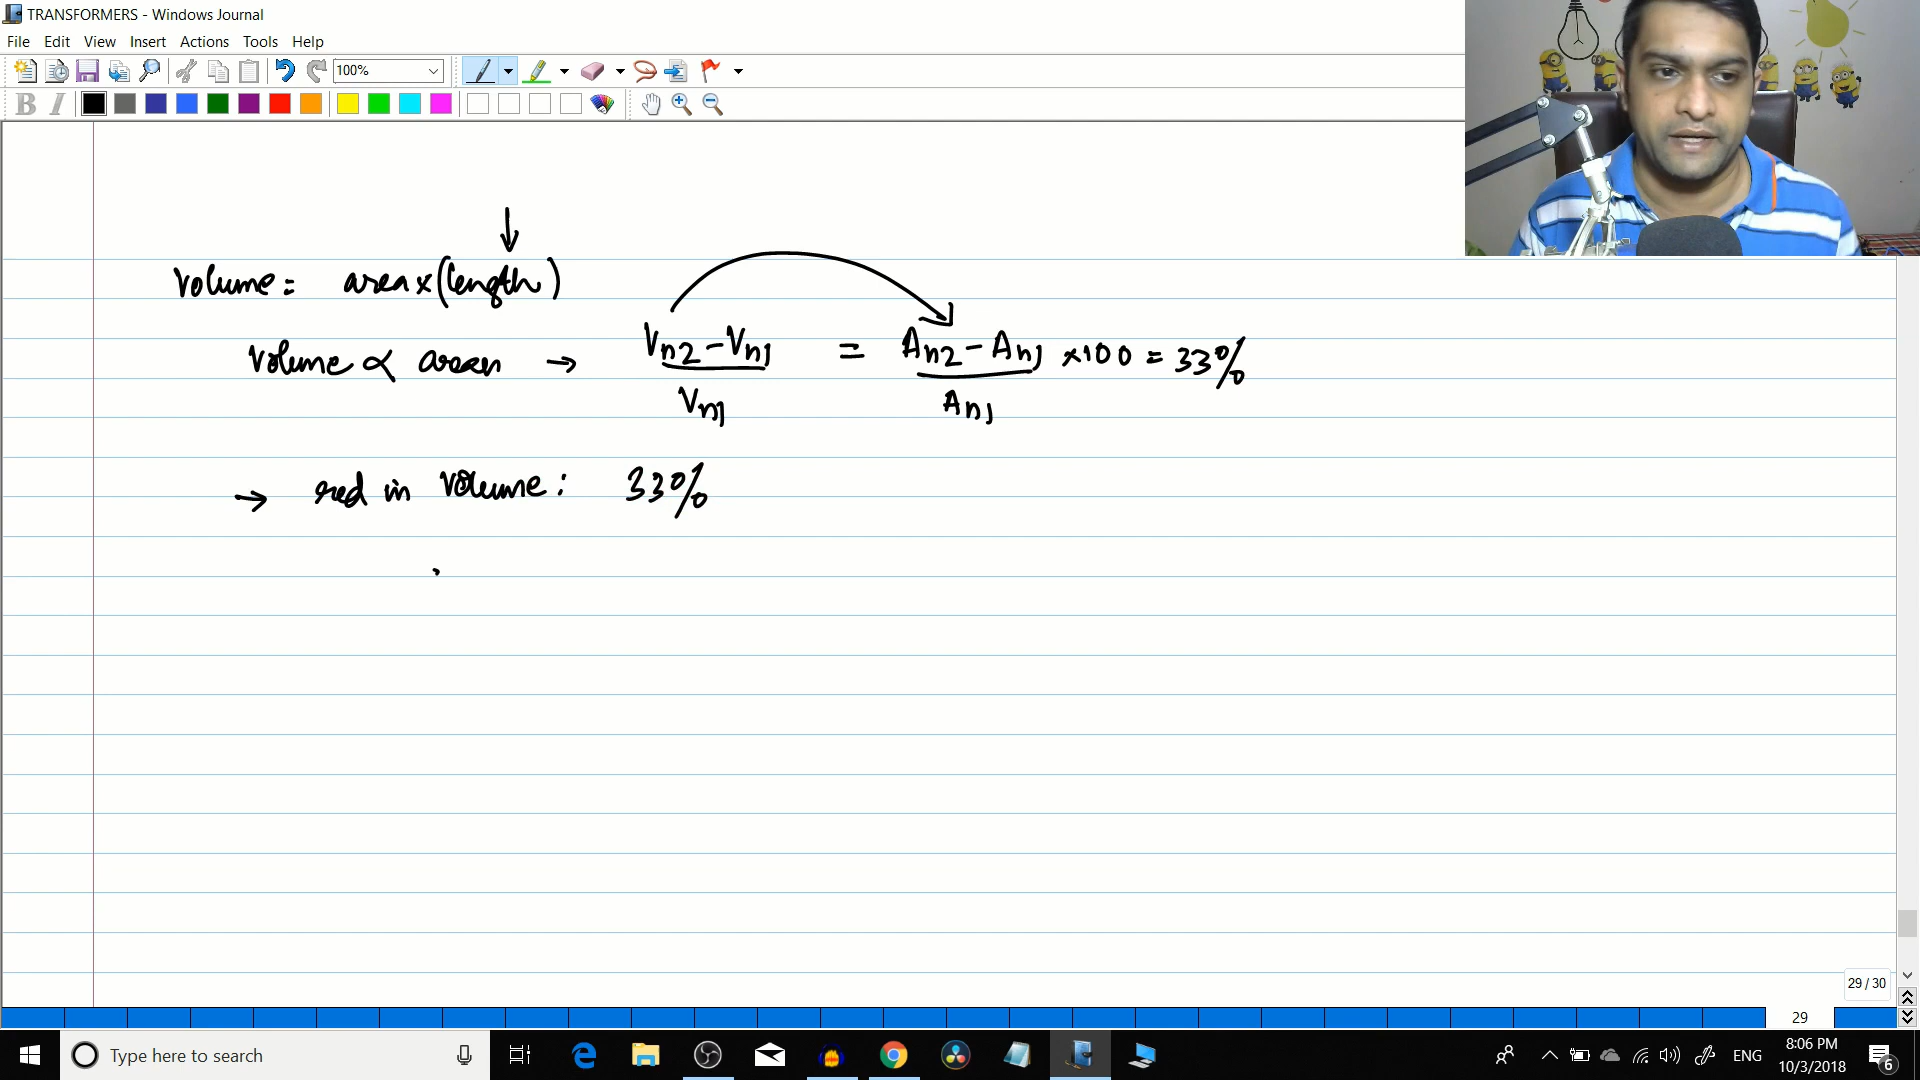 TRANSFORMERS - Windows Journal
File Edit View Insert Actions Tools Help
100%
B I
Volume = area x (length)
Volume ∝ area → Vn2 - Vn1 / Vn1 = An2 - An1 / An1 x 100 = 33%
→ red in volume : 33%
29 / 30
29
Type here to search
ENG
8:06 PM
10/3/2018
6